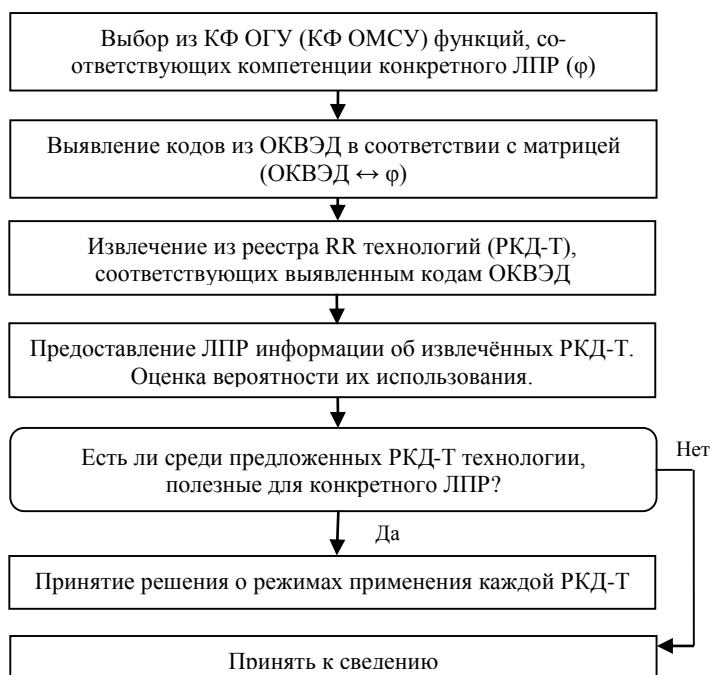 Выбор из КФ ОГУ (КФ ОМСУ) функций, со-
ответствующих компетенции конкретного ЛПР (φ)
Выявление кодов из ОКВЭД в соответствии с матрицей
(ОКВЭД ↔ φ)
Извлечение из реестра RR технологий (РКД-Т),
соответствующих выявленным кодам ОКВЭД
Предоставление ЛПР информации об извлечённых РКД-Т.
Оценка вероятности их использования.
Есть ли среди предложенных РКД-Т технологии,
полезные для конкретного ЛПР?
Нет
Да
Принятие решения о режимах применения каждой РКД-Т
Принять к сведению